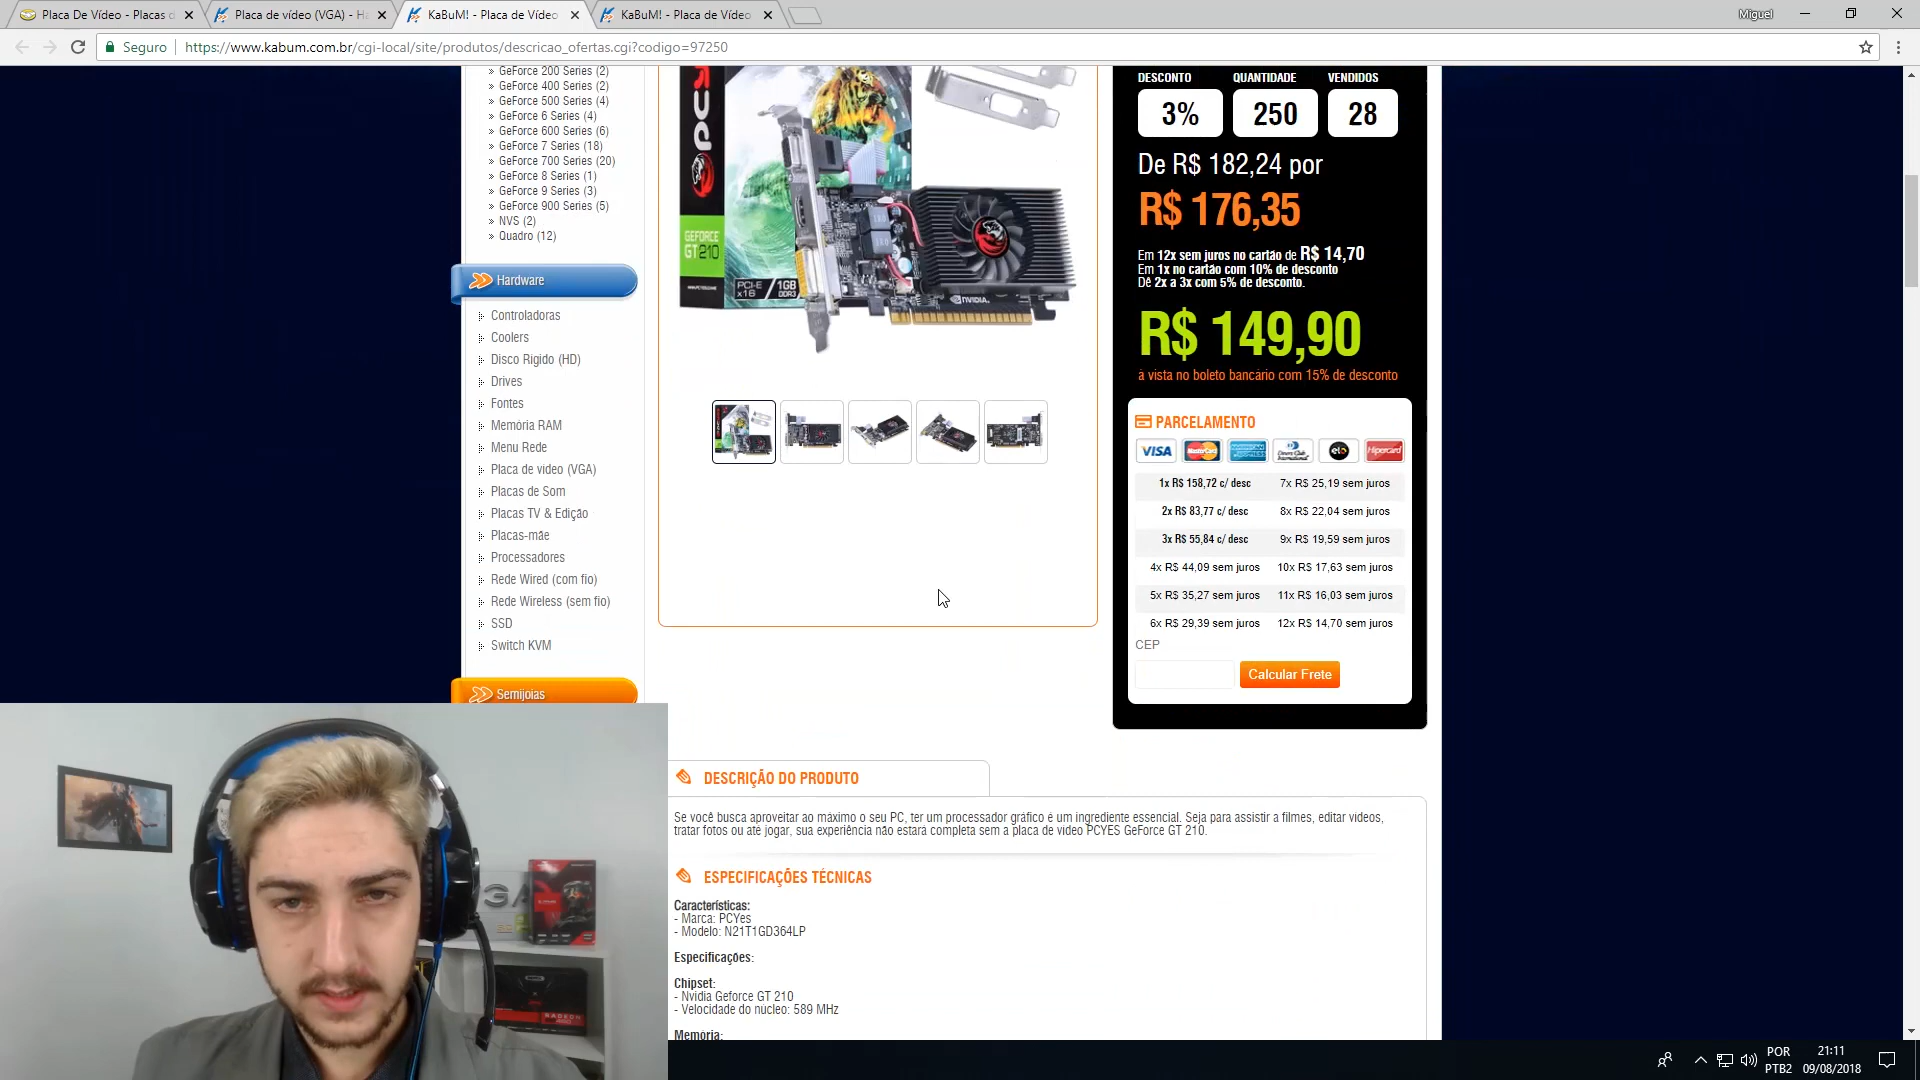 Placa De Vídeo - Placas d
Placa de vídeo (VGA) - Ha
KaBuM! - Placa De Vídeo
KaBuM! - Placa de Vídeo
Miguel
Seguro
https://www.kabum.com.br/cgi-local/site/produtos/descricao_ofertas.cgi?codigo=97250
» GeForce 200 Series (2)
» GeForce 400 Series (2)
» GeForce 500 Series (4)
» GeForce 6 Series (4)
» GeForce 600 Series (6)
» GeForce 7 Series (18)
» GeForce 700 Series (20)
» GeForce 8 Series (1)
» GeForce 9 Series (3)
» GeForce 900 Series (5)
» NVS (2)
» Quadro (12)
Hardware
Controladoras
Coolers
Disco Rígido (HD)
Drives
Fontes
Memória RAM
Menu Rede
Placa de vídeo (VGA)
Placas de Som
Placas TV & Edição
Placas-mãe
Processadores
Rede Wired (com fio)
Rede Wireless (sem fio)
SSD
Switch KVM
Semijoias
GEFORCE
GT 210
PCI-E
x16
1GB
DDR3
NVIDIA
DESCONTO QUANTIDADE VENDIDOS
3% 250 28
De R$ 182,24 por
R$ 176,35
Em 12x sem juros no cartão de R$ 14,70
Em 1x no cartão com 10% de desconto
Dê 2x a 3x com 5% de desconto.
R$ 149,90
à vista no boleto bancário com 15% de desconto
PARCELAMENTO
VISA MasterCard Diners Club International elo Hipercard
1x R$ 158,72 c/ desc 7x R$ 25,19 sem juros
2x R$ 83,77 c/ desc 8x R$ 22,04 sem juros
3x R$ 55,84 c/ desc 9x R$ 19,59 sem juros
4x R$ 44,09 sem juros 10x R$ 17,63 sem juros
5x R$ 35,27 sem juros 11x R$ 16,03 sem juros
6x R$ 29,39 sem juros 12x R$ 14,70 sem juros
CEP
Calcular Frete
DESCRIÇÃO DO PRODUTO
Se você busca aproveitar ao máximo o seu PC, ter um processador gráfico é um ingrediente essencial. Seja para assistir a filmes, editar vídeos,
tratar fotos ou até jogar, sua experiência não estará completa sem a placa de vídeo PCYES GeForce GT 210.
ESPECIFICAÇÕES TÉCNICAS
Características:
- Marca: PCYes
- Modelo: N21T1GD364LP
Especificações:
Chipset:
- Nvidia Geforce GT 210
- Velocidade do núcleo: 589 MHz
Memória:
RADEON
POR
PTB2
21:11
09/08/2018